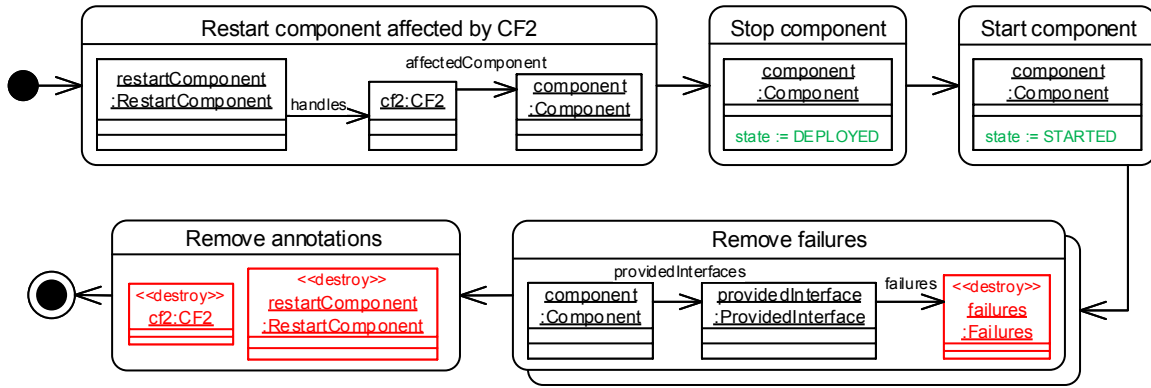 Restart component affected by CF2
restartComponent
:RestartComponent
handles
cf2:CF2
affectedComponent
component
:Component
Stop component
component
:Component
state := DEPLOYED
Start component
component
:Component
state := STARTED
Remove annotations
<<destroy>>
cf2:CF2
<<destroy>>
restartComponent
:RestartComponent
Remove failures
component
:Component
providedInterfaces
providedInterface
:ProvidedInterface
failures
<<destroy>>
failures
:Failures